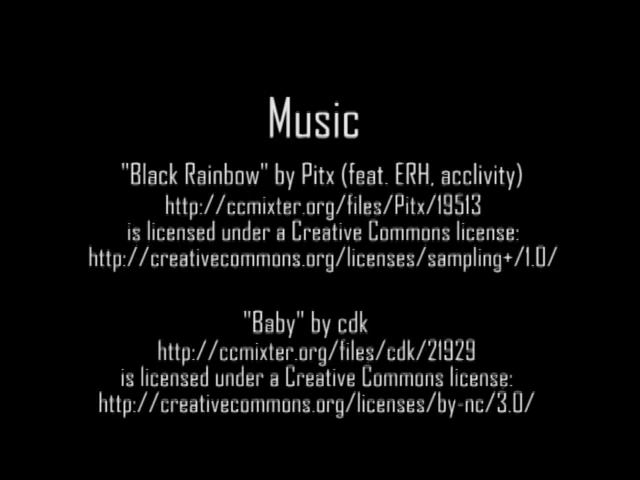 Music
"Black Rainbow" by Pitx (feat. ERH, acclivity)
http://ccmixter.org/files/Pitx/19513
is licensed under a Creative Commons license:
http://creativecommons.org/licenses/sampling+/1.0/
"Baby" by cdk
http://ccmixter.org/files/cdk/21929
is licensed under a Creative Commons license:
http://creativecommons.org/licenses/by-nc/3.0/